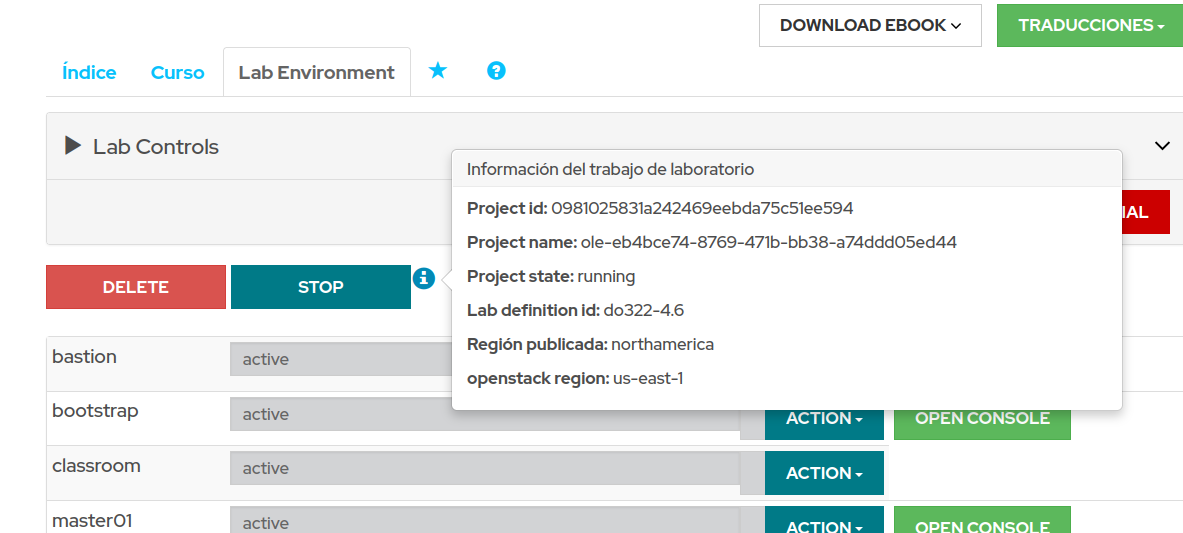 DOWNLOAD EBOOK
TRADUCCIONES
Índice
Curso
Lab Environment
Lab Controls
Información del trabajo de laboratorio
Project id: 0981025831a242469eebda75c51ee594
Project name: ole-eb4bce74-8769-471b-bb38-a74ddd05ed44
Project state: running
Lab definition id: do322-4.6
Región publicada: northamerica
openstack region: us-east-1
IAL
DELETE
STOP
bastion
active
bootstrap
active
ACTION
OPEN CONSOLE
classroom
active
ACTION
master01
active
ACTION
OPEN CONSOLE